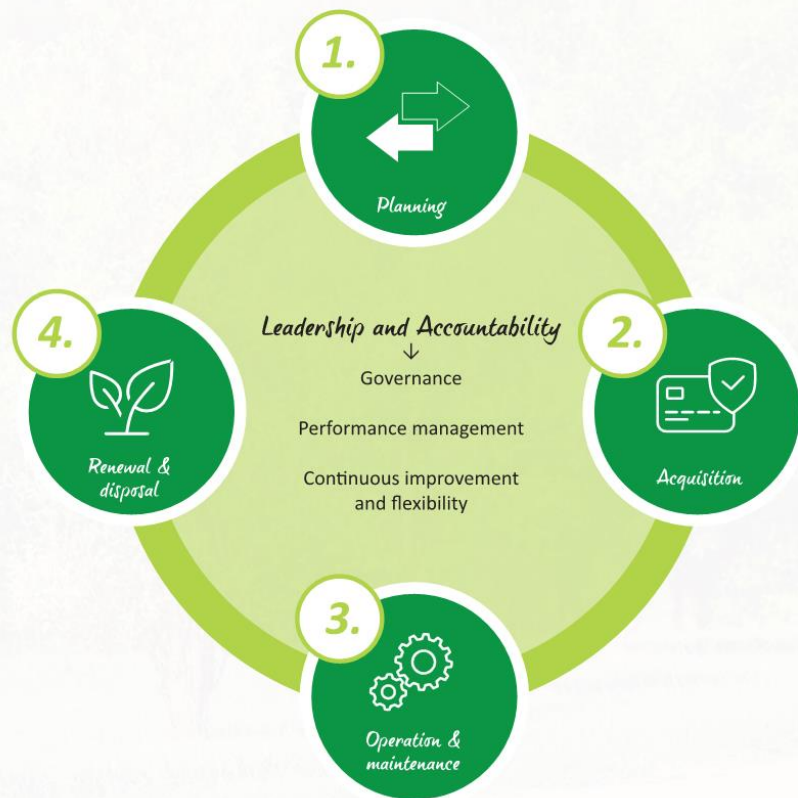 1.
Planning
2.
Acquisition
3.
Operation &
maintenance
4.
Renewal &
disposal
Leadership and Accountability
↓
Governance
Performance management
Continuous improvement
and flexibility